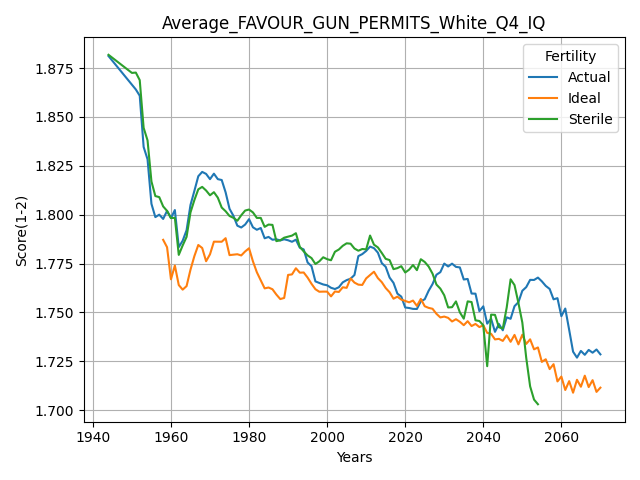 Average_FAVOUR_GUN_PERMITS_White_Q4_IQ
Fertility
Actual
Ideal
Sterile
Score(1-2)
1.875
1.850
1.825
1.800
1.775
1.750
1.725
1.700
1940
1960
1980
2000
2020
2040
2060
Years